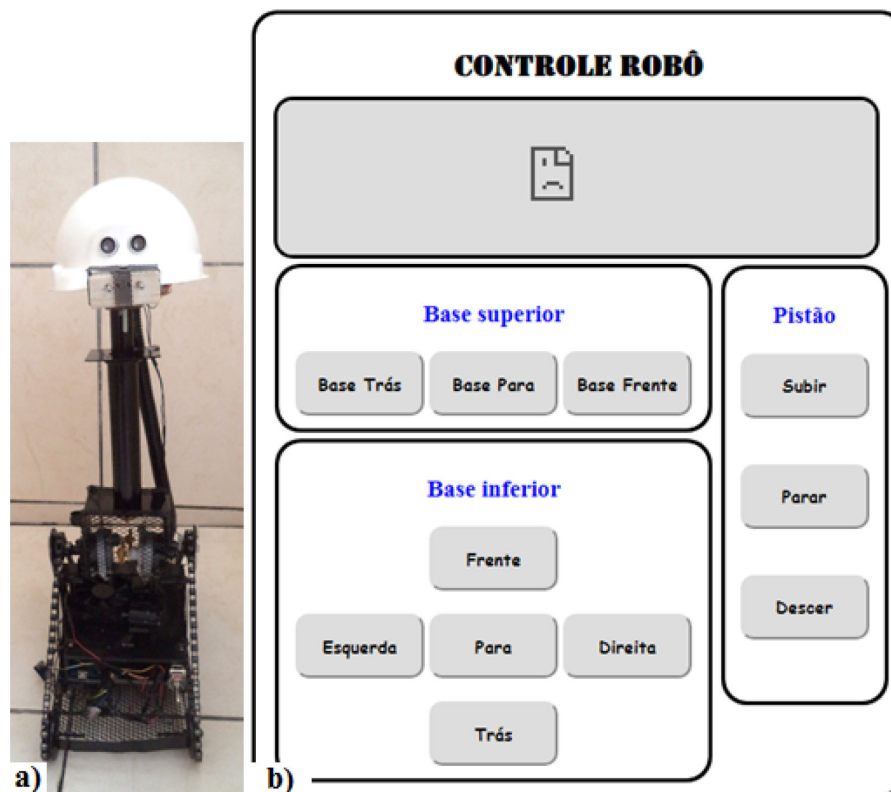 CONTROLE ROBÔ
Base superior
Base Trás
Base Para
Base Frente
Pistão
Subir
Parar
Descer
Base inferior
Frente
Esquerda
Para
Direita
Trás
a)
b)